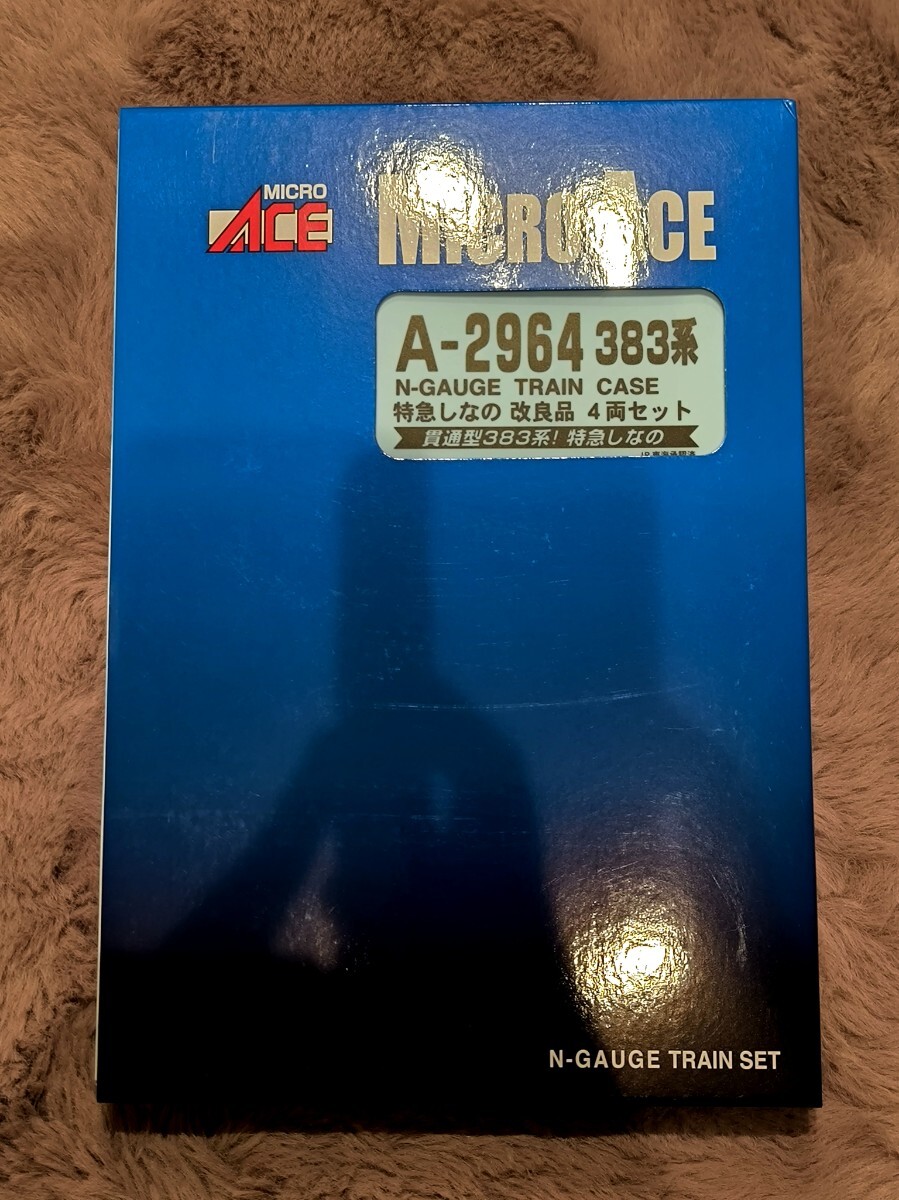 MICRO
ACE
MICRO ACE
A-2964 383系
N-GAUGE TRAIN CASE
特急しなの 改良品 4両セット
貫通型383系! 特急しなの
N-GAUGE TRAIN SET